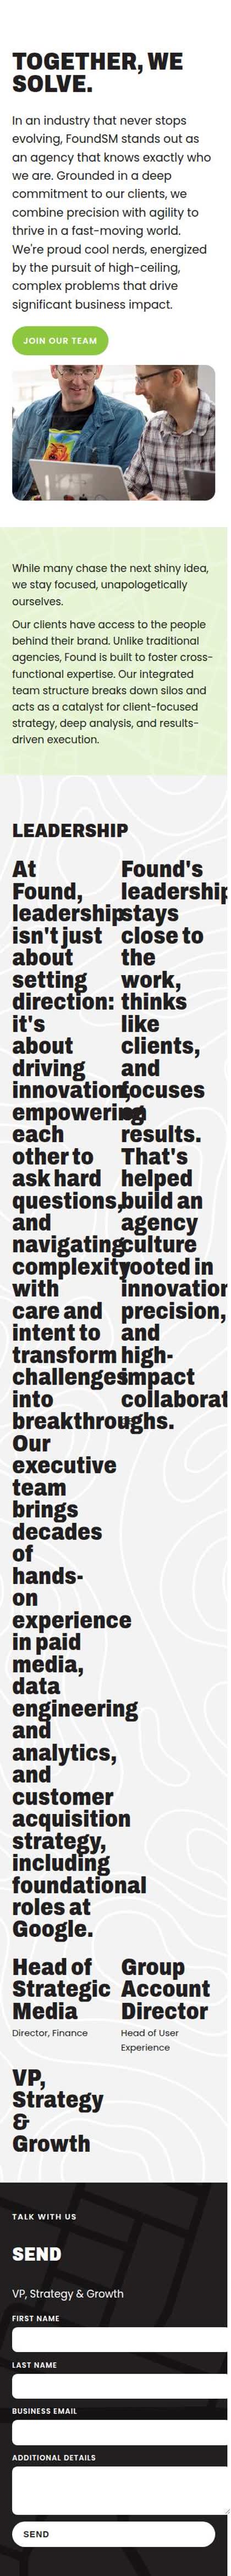 TOGETHER, WE
SOLVE.
In an industry that never stops
evolving, FoundSM stands out as
an agency that knows exactly who
we are. Grounded in a deep
commitment to our clients, we
combine precision with agility to
thrive in a fast-moving world.
We're proud cool nerds, energized
by the pursuit of high-ceiling,
complex problems that drive
significant business impact.
JOIN OUR TEAM
While many chase the next shiny idea,
we stay focused, unapologetically
ourselves.
Our clients have access to the people
behind their brand. Unlike traditional
agencies, Found is built to foster cross-
functional expertise. Our integrated
team structure breaks down silos and
acts as a catalyst for client-focused
strategy, deep analysis, and results-
driven execution.
LEADERSHIP
At
Found,
leadership
isn't just
about
setting
direction:
it's
about
driving
innovation,
empowering
each
other to
ask hard
questions,
and
navigating
complexity
with
care and
intent to
transform
challenges
into
breakthroughs.
Our
executive
team
brings
decades
of
hands-
on
experience
in paid
media,
data
engineering
and
analytics,
and
customer
acquisition
strategy,
including
foundational
roles at
Google.
Found's
leadership
stays
close to
the
work,
thinks
like
clients,
and
focuses
on
results.
That's
helped
build an
agency
culture
rooted in
innovation
precision,
and
high-
impact
collaborat
Head of
Strategic
Media
Director, Finance
Group
Account
Director
Head of User
Experience
VP,
Strategy
&
Growth
TALK WITH US
SEND
VP, Strategy & Growth
FIRST NAME
LAST NAME
BUSINESS EMAIL
ADDITIONAL DETAILS
SEND